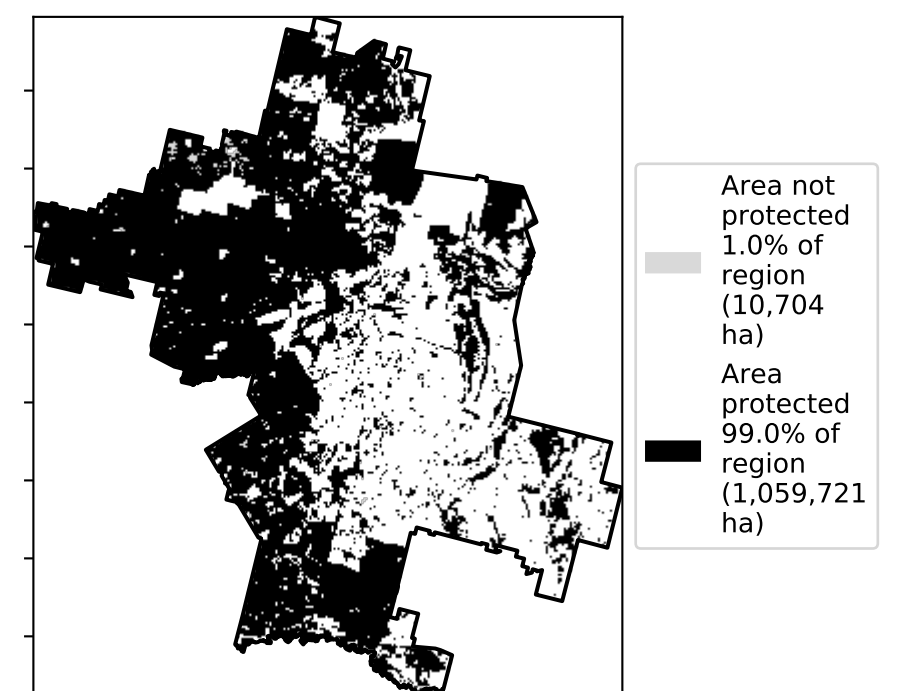 Area not
protected
1.0% of
region
(10,704
ha)
Area
protected
99.0% of
region
(1,059,721
ha)